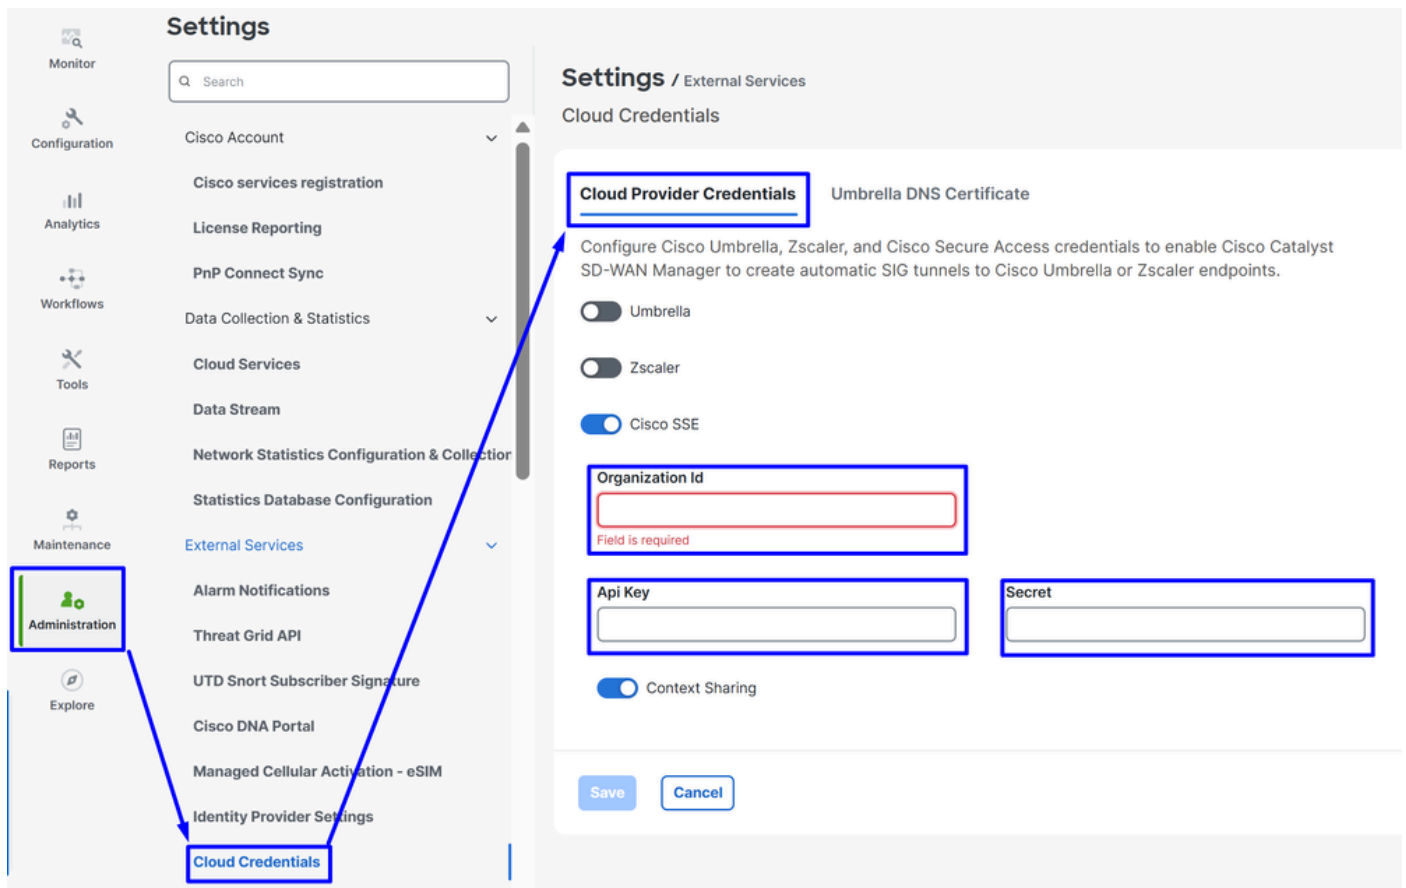 Monitor
Configuration
Analytics
Workflows
Tools
Reports
Maintenance
Administration
Explore
Settings
Search
Cisco Account
Cisco services registration
License Reporting
PnP Connect Sync
Data Collection & Statistics
Cloud Services
Data Stream
Network Statistics Configuration & Collection
Statistics Database Configuration
External Services
Alarm Notifications
Threat Grid API
UTD Snort Subscriber Signature
Cisco DNA Portal
Managed Cellular Activation - eSIM
Identity Provider Settings
Cloud Credentials
Settings / External Services
Cloud Credentials
Cloud Provider Credentials Umbrella DNS Certificate
Configure Cisco Umbrella, Zscaler, and Cisco Secure Access credentials to enable Cisco Catalyst
SD-WAN Manager to create automatic SIG tunnels to Cisco Umbrella or Zscaler endpoints.
Umbrella
Zscaler
Cisco SSE
Organization Id
Field is required
Api Key Secret
Context Sharing
Save Cancel